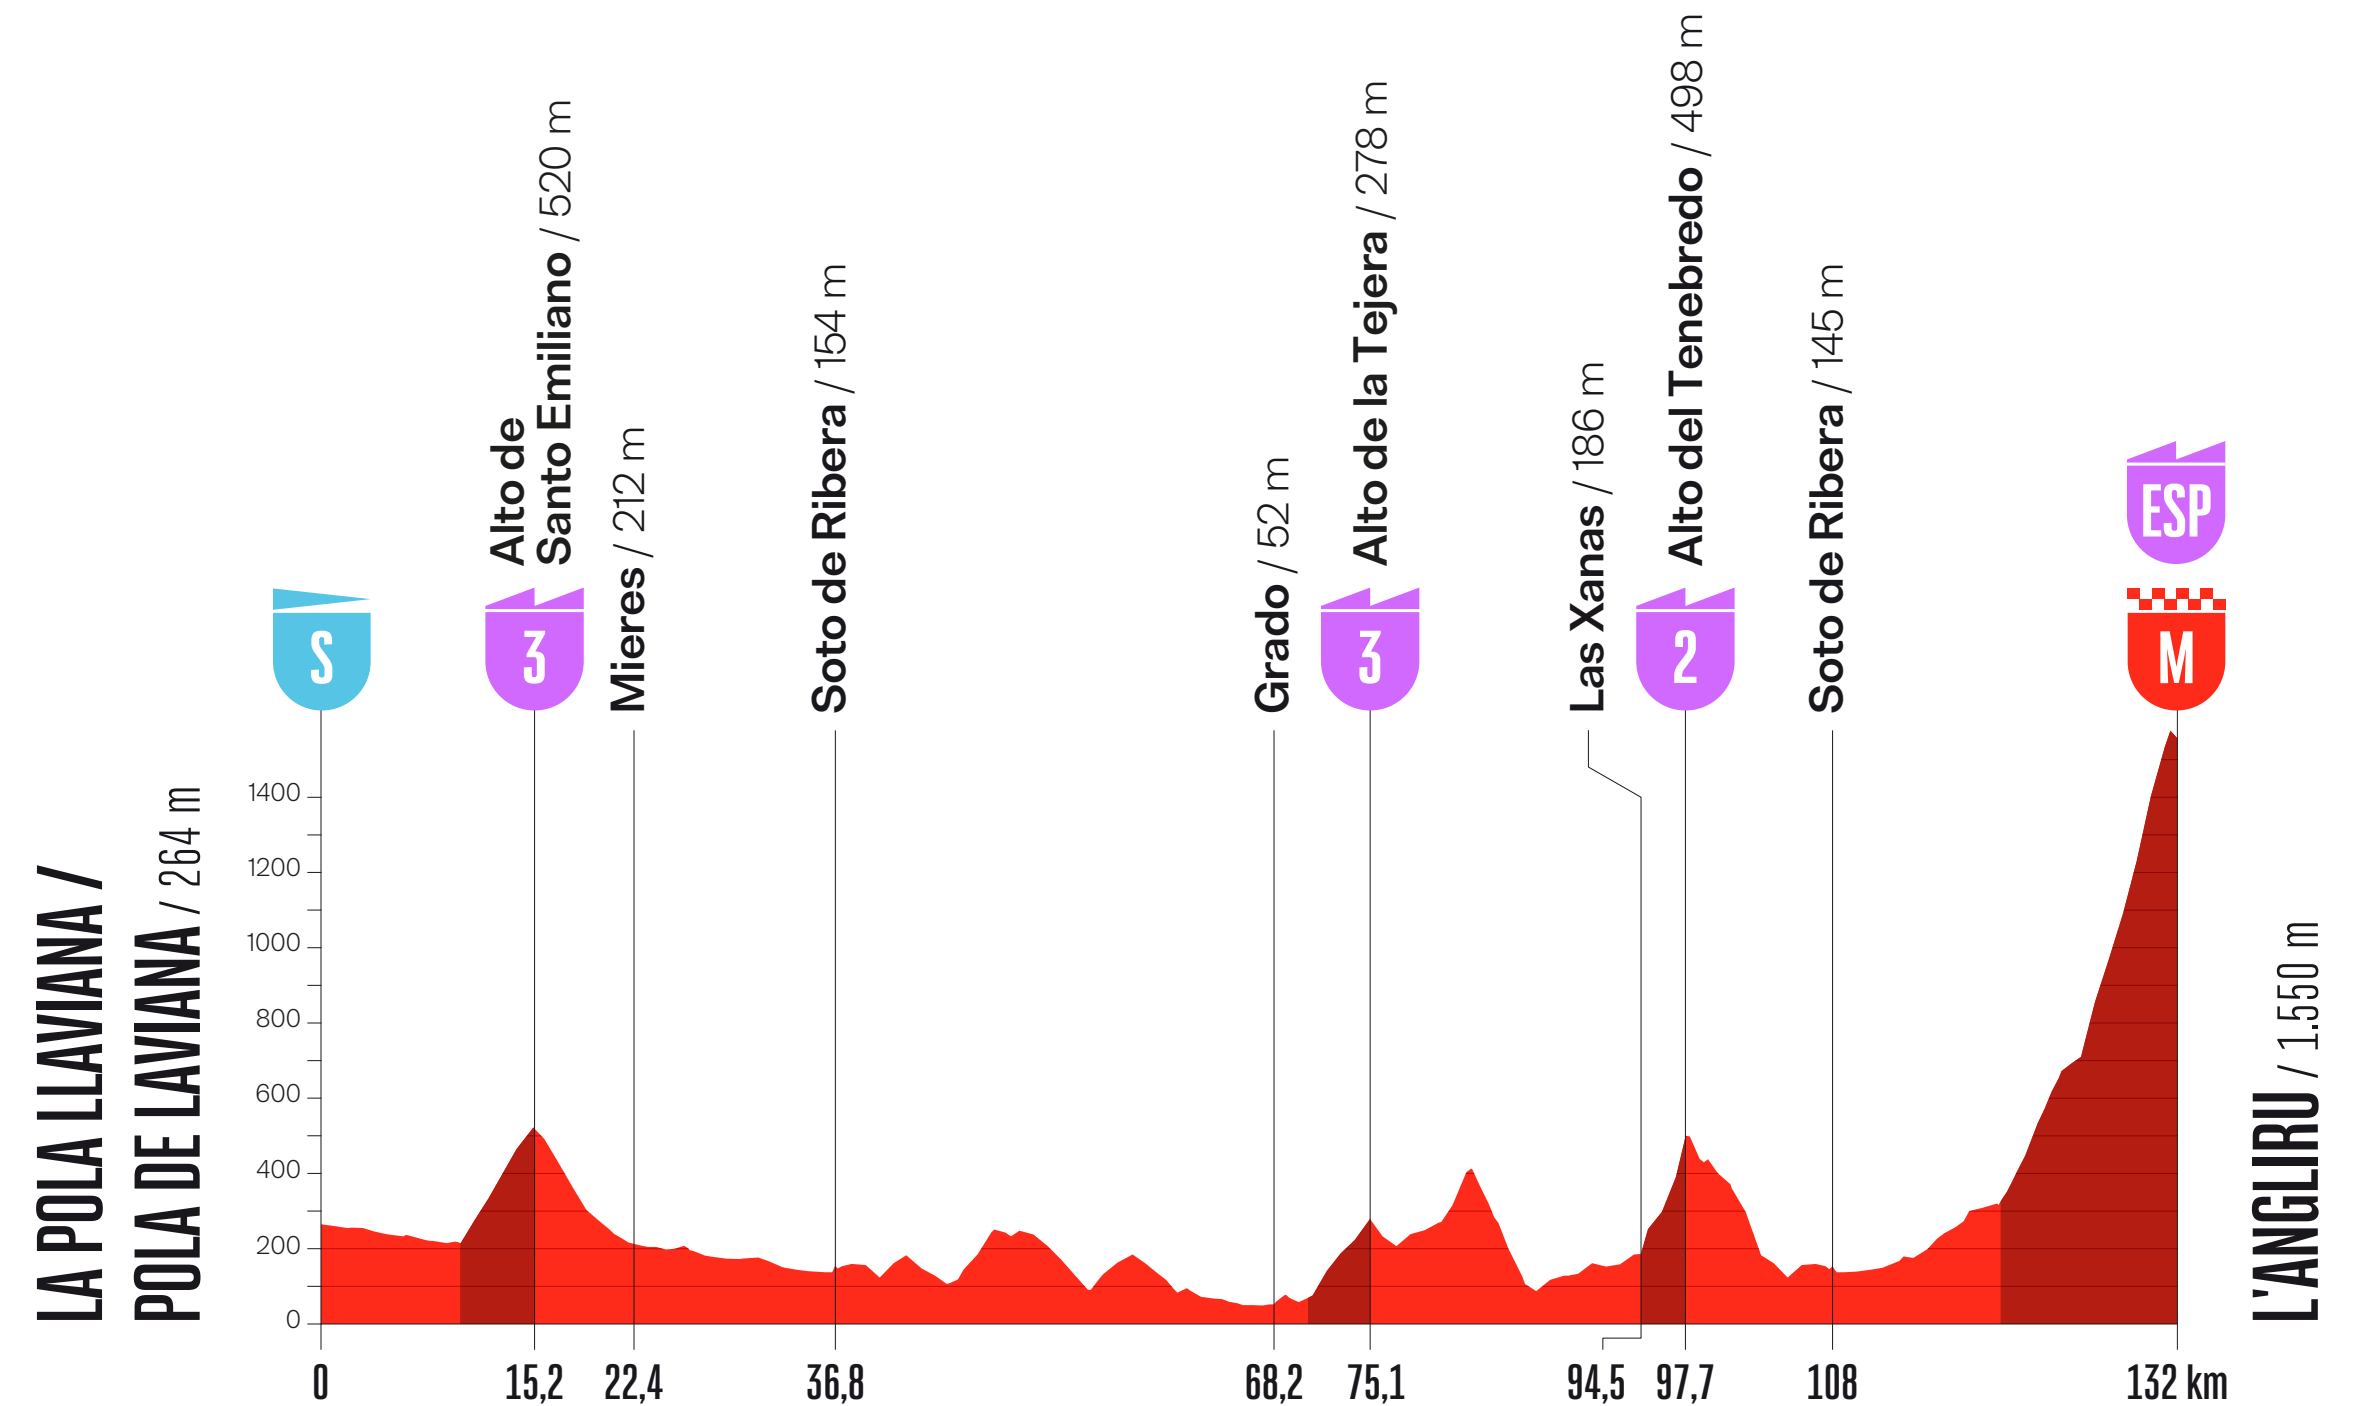 LA POLA LLAVIANA /
POLA DE LAVIANA / 264 m
S
Alto de
Santo Emiliano / 520 m
3
Mieres / 212 m
Soto de Ribera / 154 m
Grado / 52 m
Alto de la Tejera / 278 m
3
Las Xanas / 186 m
Alto del Tenebredo / 498 m
2
Soto de Ribera / 145 m
ESP
M
L'ANGLIRU / 1.550 m
1400
1200
1000
800
600
400
200
0
0
15,2
22,4
36,8
68,2
75,1
94,5
97,7
108
132 km